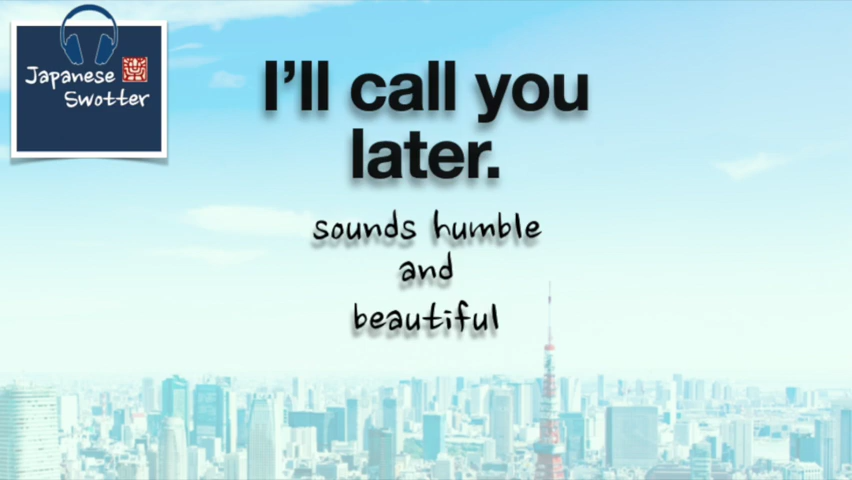 Japanese
Swotter
I'll call you
later.
sounds humble
and
beautiful